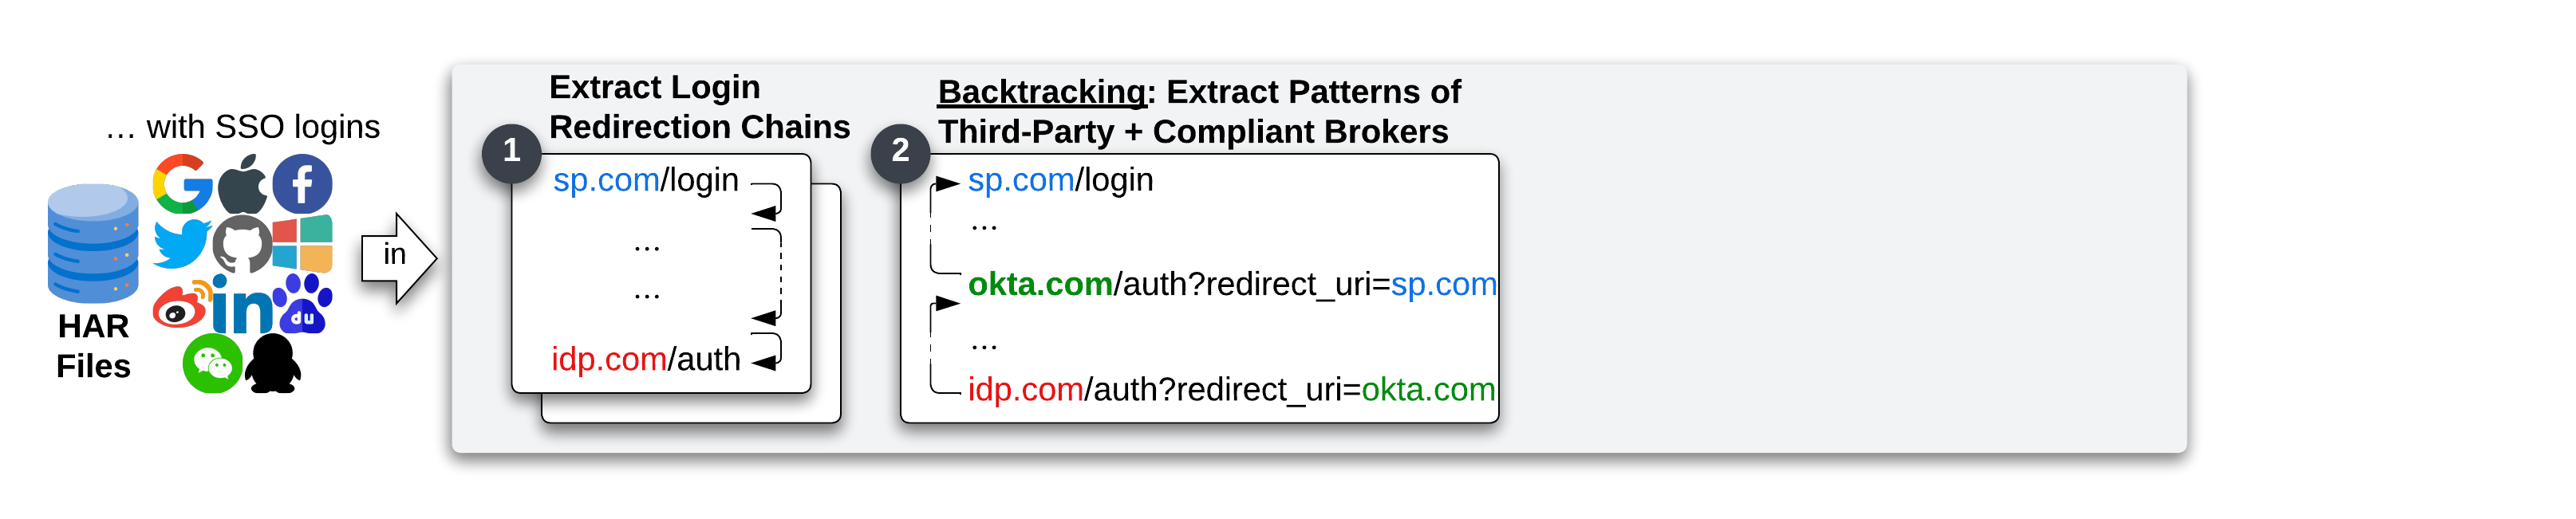 … with SSO logins
HAR
Files
in
du
in
Extract Login
Redirection Chains
1
sp.com/login
...
...
idp.com/auth
Backtracking: Extract Patterns of
Third-Party + Compliant Brokers
2
sp.com/login
...
okta.com/auth?redirect_uri=sp.com
...
idp.com/auth?redirect_uri=okta.com